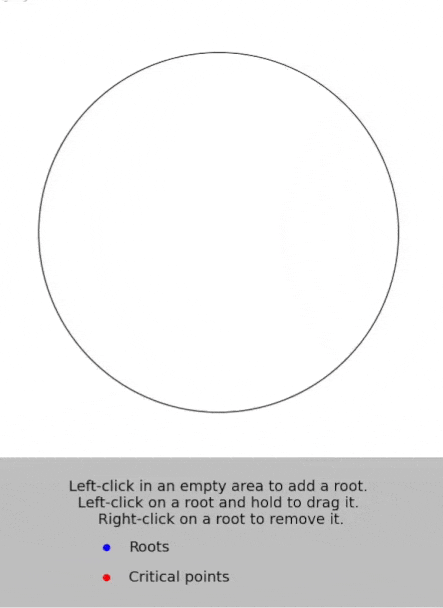 Left-click in an empty area to add a root.
Left-click on a root and hold to drag it.
Right-click on a root to remove it.
Roots
Critical points